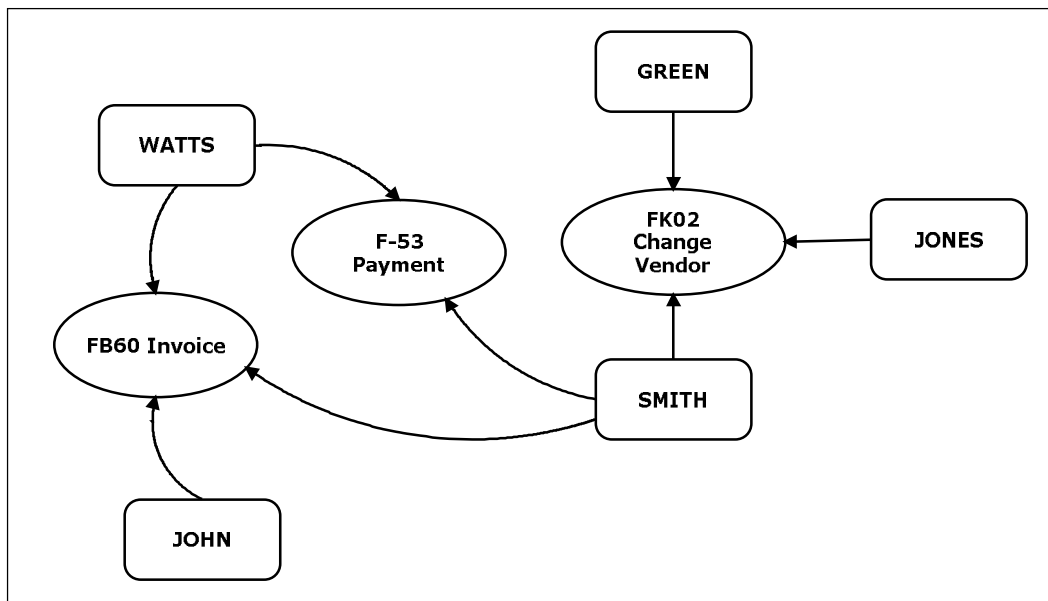 GREEN
WATTS
F-53
Payment
FK02
Change
Vendor
JONES
FB60 Invoice
SMITH
JOHN